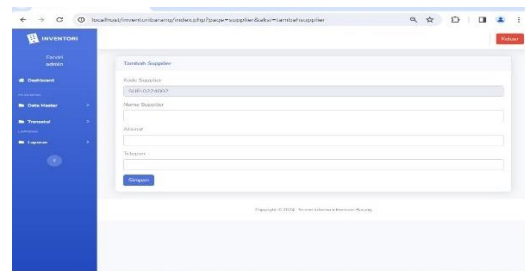 localhost/inventoribarang/index.php?page=supplier&aksi=tambahsupplier
INVENTORI
Keluar
Fandri
admin
Dashboard
Data Master
Transaksi
Laporan
Tambah Supplier
Kode Supplier
Nama Supplier
Alamat
Telepon
Simpan